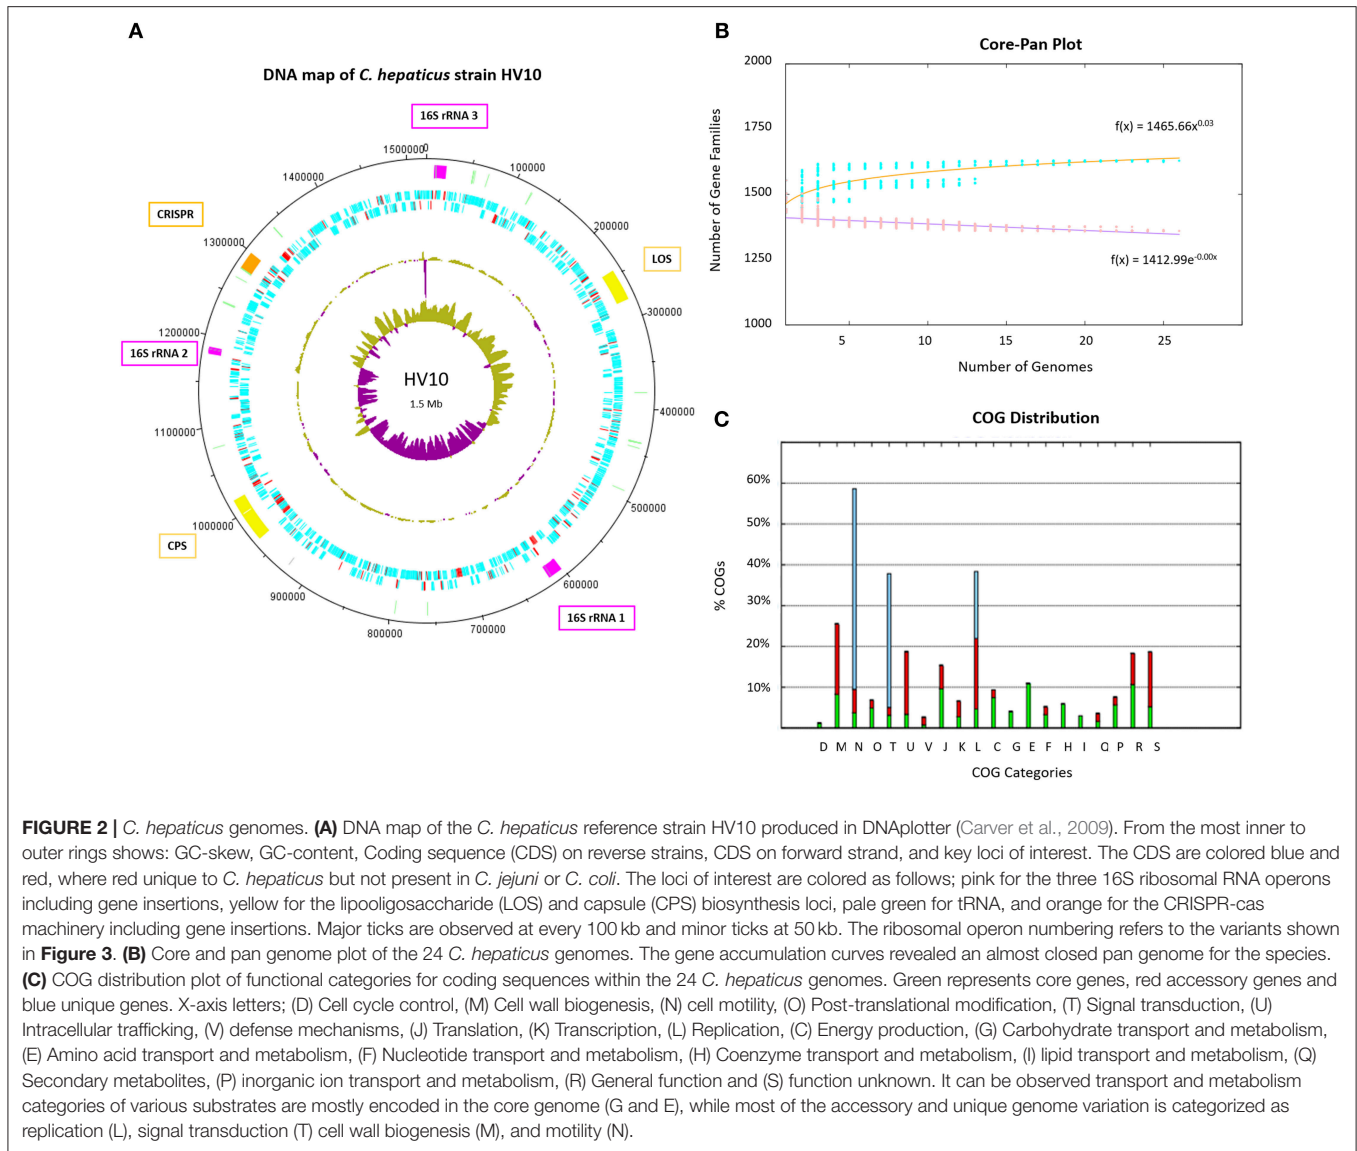 A
DNA map of C. hepaticus strain HV10
16S rRNA 3
1500000
0
100000
200000
300000
400000
500000
600000
700000
800000
900000
1000000
1100000
1200000
1300000
1400000
CRISPR
LOS
16S rRNA 2
CPS
16S rRNA 1
HV10
1.5 Mb
B
Core-Pan Plot
2000
1750
1500
1250
1000
Number of Gene Families
f(x) = 1465.66x^0.03
f(x) = 1412.99e^-0.00x
5 10 15 20 25
Number of Genomes
C
COG Distribution
60%
50%
40%
30%
20%
10%
% COGs
D M N O T U V J K L C G E F H I Q P R S
COG Categories
FIGURE 2 | C. hepaticus genomes. (A) DNA map of the C. hepaticus reference strain HV10 produced in DNAplotter (Carver et al., 2009). From the most inner to
outer rings shows: GC-skew, GC-content, Coding sequence (CDS) on reverse strains, CDS on forward strand, and key loci of interest. The CDS are colored blue and
red, where red unique to C. hepaticus but not present in C. jejuni or C. coli. The loci of interest are colored as follows; pink for the three 16S ribosomal RNA operons
including gene insertions, yellow for the lipooligosaccharide (LOS) and capsule (CPS) biosynthesis loci, pale green for tRNA, and orange for the CRISPR-cas
machinery including gene insertions. Major ticks are observed at every 100 kb and minor ticks at 50 kb. The ribosomal operon numbering refers to the variants shown
in Figure 3. (B) Core and pan genome plot of the 24 C. hepaticus genomes. The gene accumulation curves revealed an almost closed pan genome for the species.
(C) COG distribution plot of functional categories for coding sequences within the 24 C. hepaticus genomes. Green represents core genes, red accessory genes and
blue unique genes. X-axis letters; (D) Cell cycle control, (M) Cell wall biogenesis, (N) cell motility, (O) Post-translational modification, (T) Signal transduction, (U)
Intracellular trafficking, (V) defense mechanisms, (J) Translation, (K) Transcription, (L) Replication, (C) Energy production, (G) Carbohydrate transport and metabolism,
(E) Amino acid transport and metabolism, (F) Nucleotide transport and metabolism, (H) Coenzyme transport and metabolism, (I) lipid transport and metabolism, (Q)
Secondary metabolites, (P) inorganic ion transport and metabolism, (R) General function and (S) function unknown. It can be observed transport and metabolism
categories of various substrates are mostly encoded in the core genome (G and E), while most of the accessory and unique genome variation is categorized as
replication (L), signal transduction (T) cell wall biogenesis (M), and motility (N).